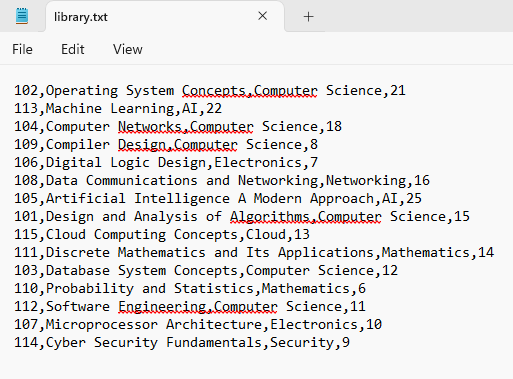 library.txt
File Edit View
102,Operating System Concepts,Computer Science,21
113,Machine Learning,AI,22
104,Computer Networks,Computer Science,18
109,Compiler Design,Computer Science,8
106,Digital Logic Design,Electronics,7
108,Data Communications and Networking,Networking,16
105,Artificial Intelligence A Modern Approach,AI,25
101,Design and Analysis of Algorithms,Computer Science,15
115,Cloud Computing Concepts,Cloud,13
111,Discrete Mathematics and Its Applications,Mathematics,14
103,Database System Concepts,Computer Science,12
110,Probability and Statistics,Mathematics,6
112,Software Engineering,Computer Science,11
107,Microprocessor Architecture,Electronics,10
114,Cyber Security Fundamentals,Security,9